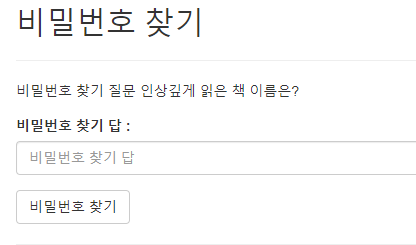 비밀번호 찾기
비밀번호 찾기 질문 인상깊게 읽은 책 이름은?
비밀번호 찾기 답 :
비밀번호 찾기 답
비밀번호 찾기